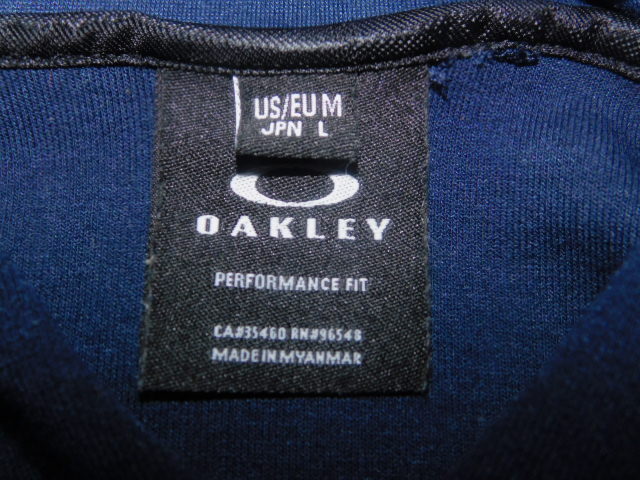 US/EU M
JPN L
OAKLEY
PERFORMANCE FIT
CA#35460 RN#96548
MADE IN MYANMAR